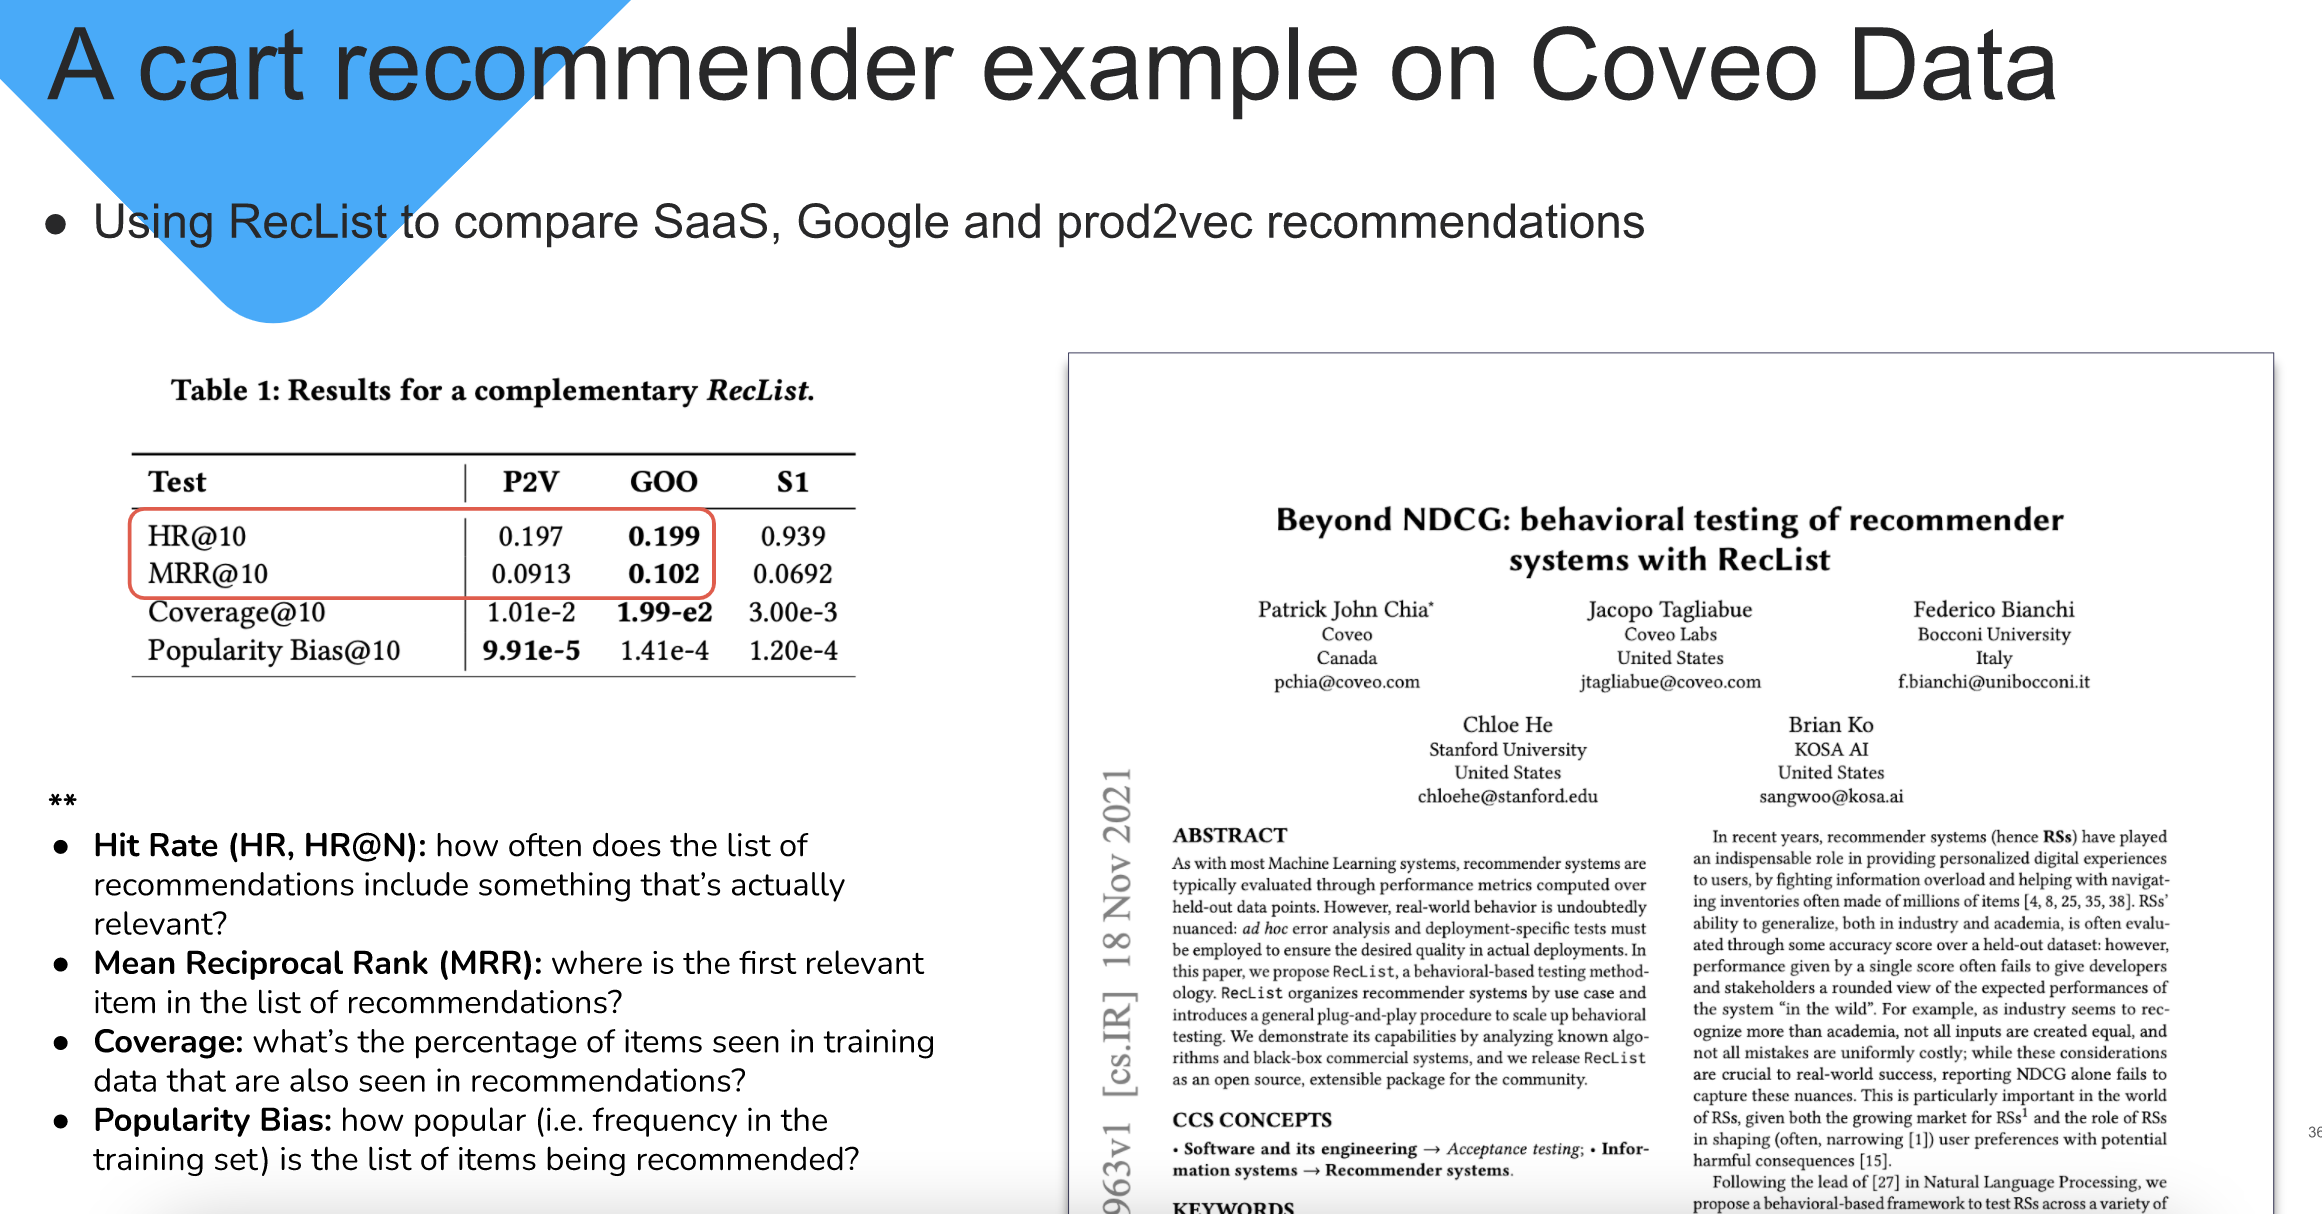 A cart recommender example on Coveo Data
● Using RecList to compare SaaS, Google and prod2vec recommendations
Table 1: Results for a complementary RecList.
Test P2V GOO S1
HR@10 0.197 0.199 0.939
MRR@10 0.0913 0.102 0.0692
Coverage@10 1.01e-2 1.99-e2 3.00e-3
Popularity Bias@10 9.91e-5 1.41e-4 1.20e-4
**
● Hit Rate (HR, HR@N): how often does the list of
recommendations include something that’s actually
relevant?
● Mean Reciprocal Rank (MRR): where is the first relevant
item in the list of recommendations?
● Coverage: what’s the percentage of items seen in training
data that are also seen in recommendations?
● Popularity Bias: how popular (i.e. frequency in the
training set) is the list of items being recommended?
963v1 [cs.IR] 18 Nov 2021
Beyond NDCG: behavioral testing of recommender
systems with RecList
Patrick John Chia*
Coveo
Canada
pchia@coveo.com
Jacopo Tagliabue
Coveo Labs
United States
jtagliabue@coveo.com
Federico Bianchi
Bocconi University
Italy
f.bianchi@unibocconi.it
Chloe He
Stanford University
United States
chloehe@stanford.edu
Brian Ko
KOSA AI
United States
sangwoo@kosa.ai
ABSTRACT
As with most Machine Learning systems, recommender systems are
typically evaluated through performance metrics computed over
held-out data points. However, real-world behavior is undoubtedly
nuanced: ad hoc error analysis and deployment-specific tests must
be employed to ensure the desired quality in actual deployments. In
this paper, we propose RecList, a behavioral-based testing method-
ology. RecList organizes recommender systems by use case and
introduces a general plug-and-play procedure to scale up behavioral
testing. We demonstrate its capabilities by analyzing known algo-
rithms and black-box commercial systems, and we release RecList
as an open source, extensible package for the community.
CCS CONCEPTS
• Software and its engineering → Acceptance testing; • Infor-
mation systems → Recommender systems.
KEYWORDS
In recent years, recommender systems (hence RSs) have played
an indispensable role in providing personalized digital experiences
to users, by fighting information overload and helping with navigat-
ing inventories often made of millions of items [4, 8, 25, 35, 38]. RSs’
ability to generalize, both in industry and academia, is often evalu-
ated through some accuracy score over a held-out dataset: however,
performance given by a single score often fails to give developers
and stakeholders a rounded view of the expected performances of
the system “in the wild”. For example, as industry seems to rec-
ognize more than academia, not all inputs are created equal, and
not all mistakes are uniformly costly; while these considerations
are crucial to real-world success, reporting NDCG alone fails to
capture these nuances. This is particularly important in the world
of RSs, given both the growing market for RSs¹ and the role of RSs
in shaping (often, narrowing [1]) user preferences with potential
harmful consequences [15].
Following the lead of [27] in Natural Language Processing, we
propose a behavioral-based framework to test RSs across a variety of
36